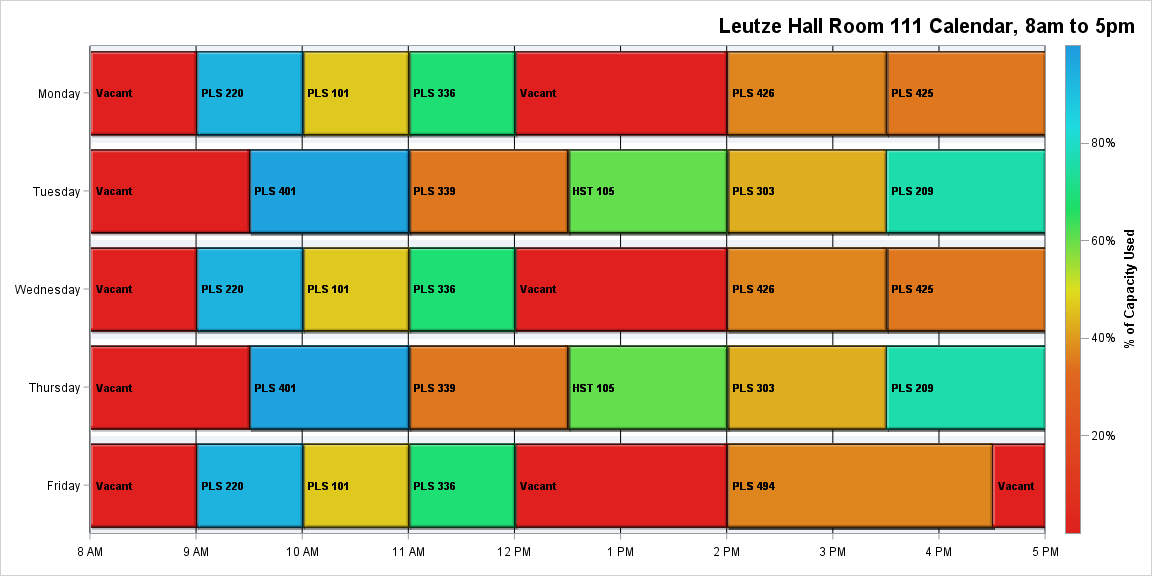 Leutze Hall Room 111 Calendar, 8am to 5pm
Monday
Vacant
PLS 220
PLS 101
PLS 336
Vacant
PLS 426
PLS 425
Tuesday
Vacant
PLS 401
PLS 339
HST 105
PLS 303
PLS 209
Wednesday
Vacant
PLS 220
PLS 101
PLS 336
Vacant
PLS 426
PLS 425
Thursday
Vacant
PLS 401
PLS 339
HST 105
PLS 303
PLS 209
Friday
Vacant
PLS 220
PLS 101
PLS 336
Vacant
PLS 494
Vacant
8 AM
9 AM
10 AM
11 AM
12 PM
1 PM
2 PM
3 PM
4 PM
5 PM
80%
60%
40%
20%
% of Capacity Used